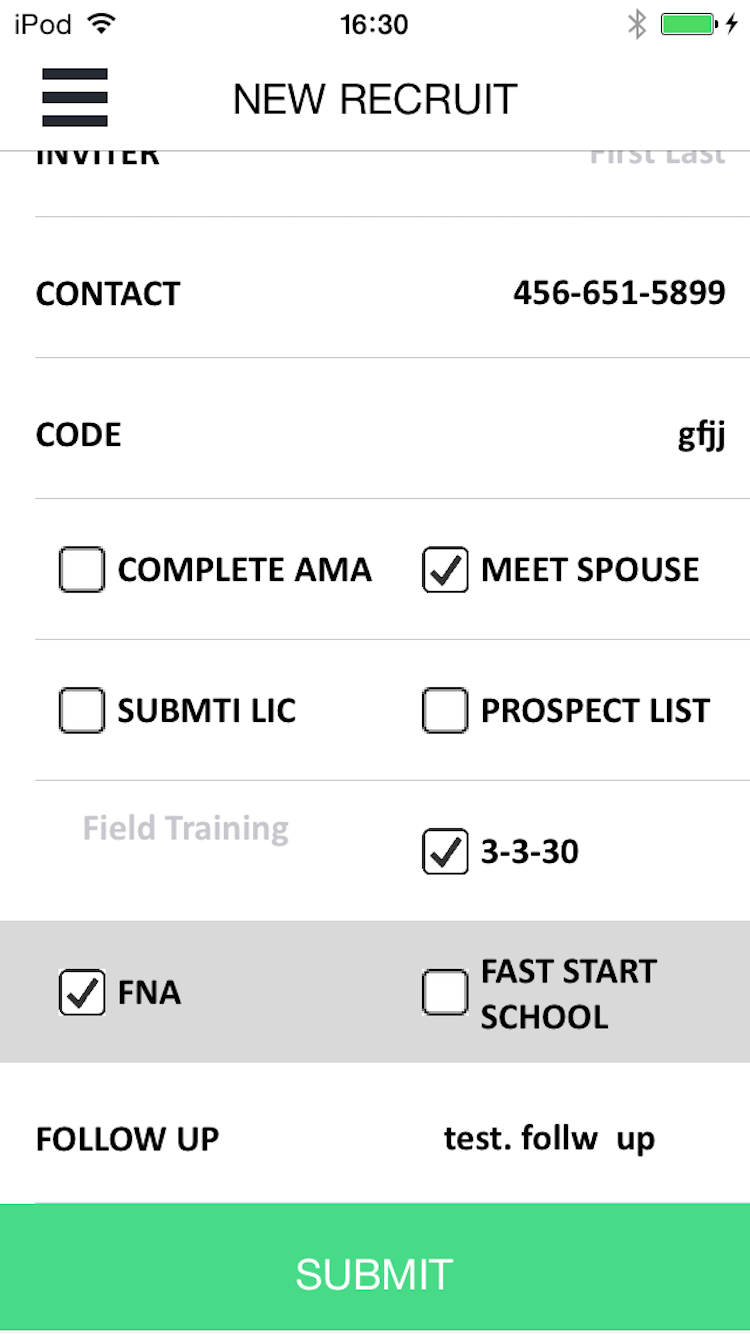 iPod 16:30
NEW RECRUIT
INVITER First Last
CONTACT 456-651-5899
CODE gfjj
COMPLETE AMA MEET SPOUSE
SUBMTI LIC PROSPECT LIST
Field Training
3-3-30
FNA FAST START
SCHOOL
FOLLOW UP test. follw  up
SUBMIT